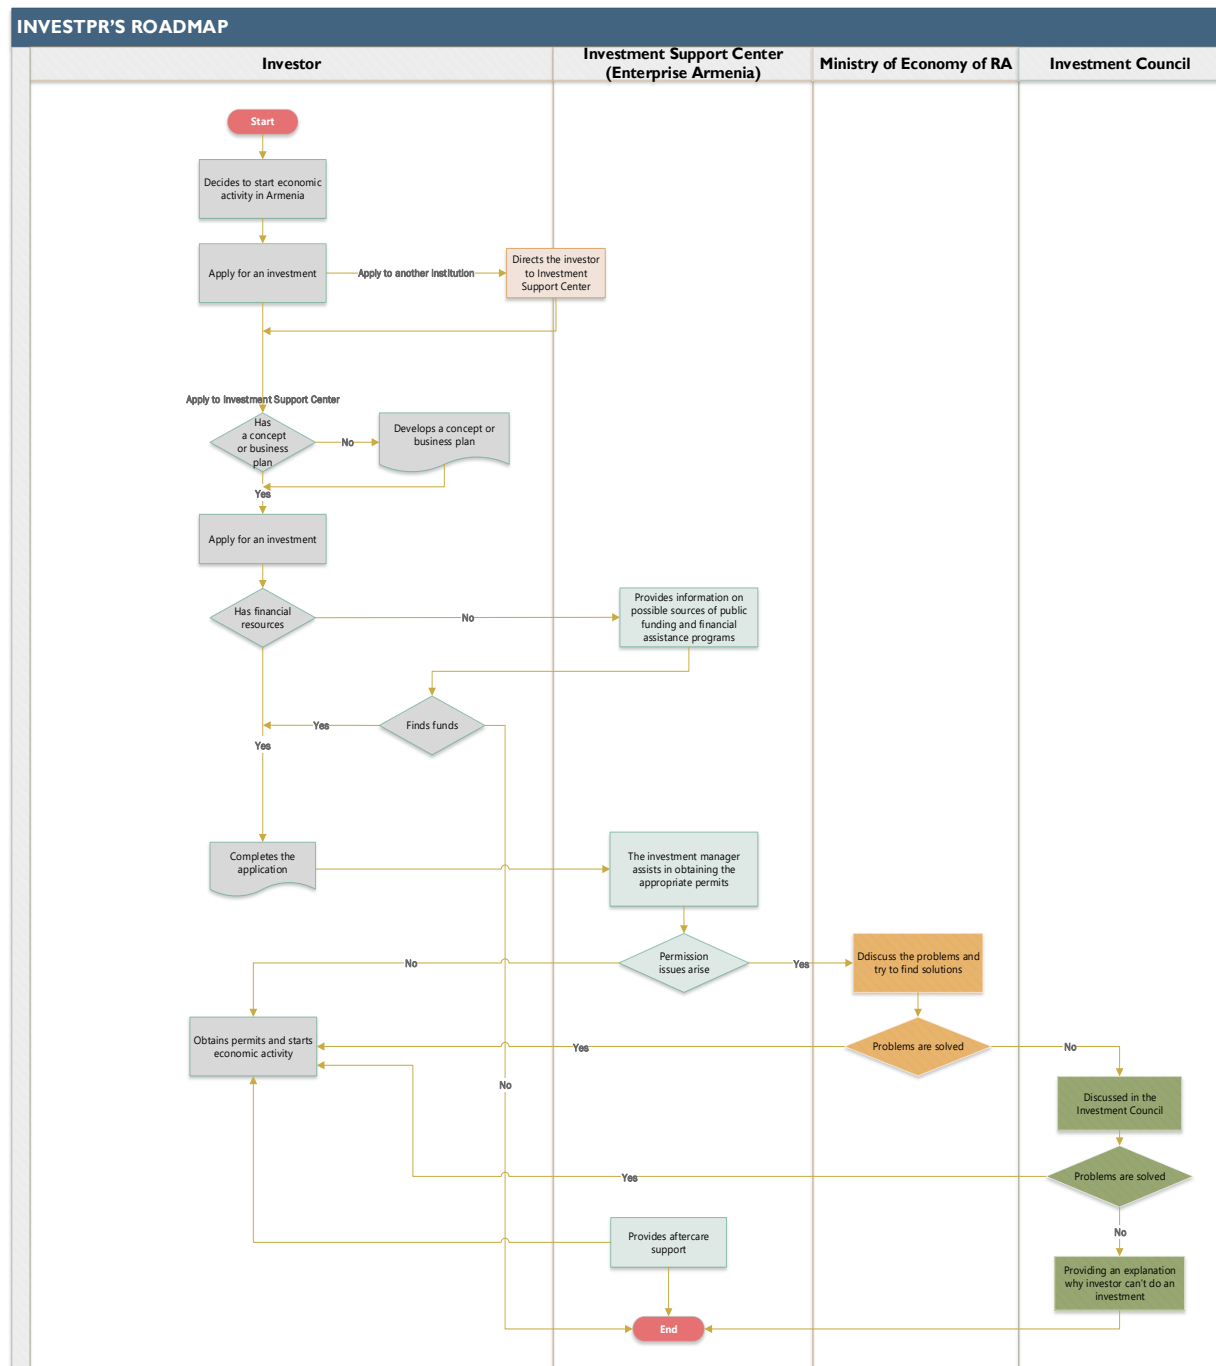 INVESTPR'S ROADMAP
Investor
Investment Support Center
(Enterprise Armenia)
Ministry of Economy of RA
Investment Council
Start
Decides to start economic
activity in Armenia
Apply for an investment
Apply to another institution
Directs the investor
to Investment
Support Center
Apply to Investment Support Center
Has
a concept
or business
plan
No
Develops a concept or
business plan
Yes
Apply for an investment
Has financial
resources
No
Provides information on
possible sources of public
funding and financial
assistance programs
Yes
Finds funds
Yes
Completes the
application
The investment manager
assists in obtaining the
appropriate permits
No
Permission
issues arise
Yes
Ddiscuss the problems and
try to find solutions
Obtains permits and starts
economic activity
Yes
Problems are solved
No
No
Discussed in the
Investment Council
Yes
Problems are solved
No
Provides aftercare
support
Providing an explanation
why investor can't do an
investment
End